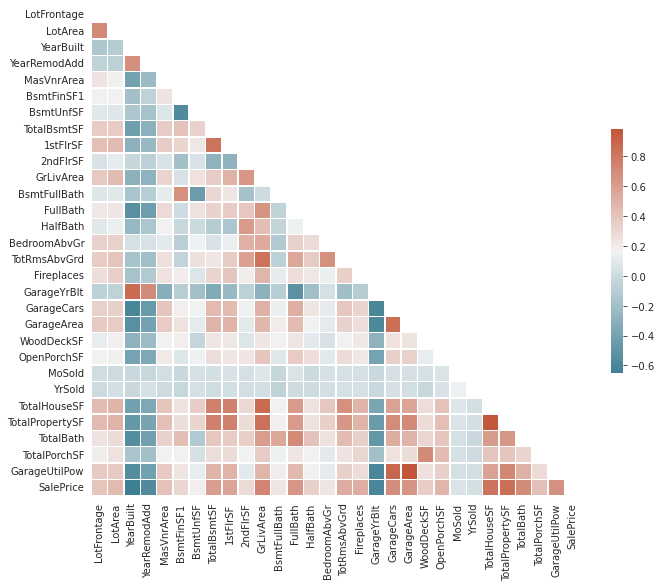 LotFrontage
LotArea
YearBuilt
YearRemodAdd
MasVnrArea
BsmtFinSF1
BsmtUnfSF
TotalBsmtSF
1stFlrSF
2ndFlrSF
GrLivArea
BsmtFullBath
FullBath
HalfBath
BedroomAbvGr
TotRmsAbvGrd
Fireplaces
GarageYrBlt
GarageCars
GarageArea
WoodDeckSF
OpenPorchSF
MoSold
YrSold
TotalHouseSF
TotalPropertySF
TotalBath
TotalPorchSF
GarageUtilPow
SalePrice
LotFrontage
LotArea
YearBuilt
YearRemodAdd
MasVnrArea
BsmtFinSF1
BsmtUnfSF
TotalBsmtSF
1stFlrSF
2ndFlrSF
GrLivArea
BsmtFullBath
FullBath
HalfBath
BedroomAbvGr
TotRmsAbvGrd
Fireplaces
GarageYrBlt
GarageCars
GarageArea
WoodDeckSF
OpenPorchSF
MoSold
YrSold
TotalHouseSF
TotalPropertySF
TotalBath
TotalPorchSF
GarageUtilPow
SalePrice
0.8
0.6
0.4
0.2
0.0
−0.2
−0.4
−0.6